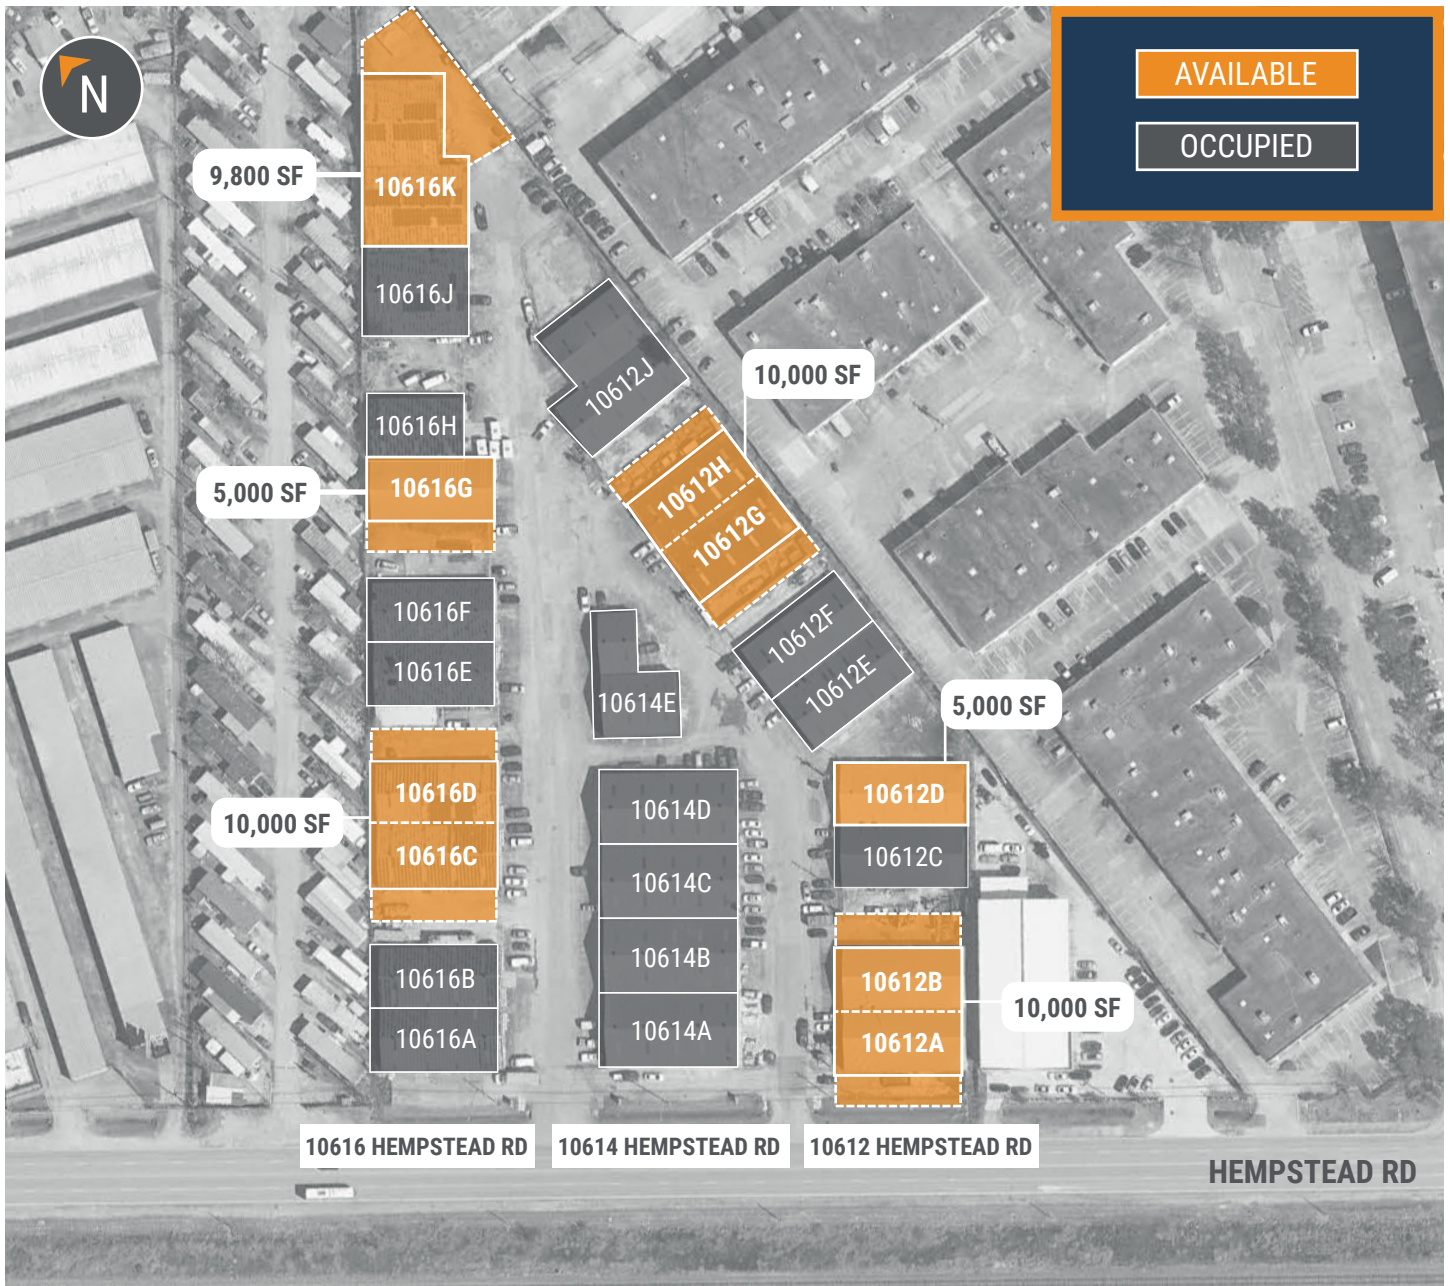 N
AVAILABLE
OCCUPIED
9,800 SF
10616K
10616J
10612J
10,000 SF
10616H
5,000 SF
10616G
10612H
10612G
10616F
10616E
10614E
10612F
10612E
5,000 SF
10616D
10,000 SF
10616C
10614D
10614C
10614B
10614A
10612D
10612C
10616B
10616A
10612B
10,000 SF
10612A
10616 HEMPSTEAD RD
10614 HEMPSTEAD RD
10612 HEMPSTEAD RD
HEMPSTEAD RD